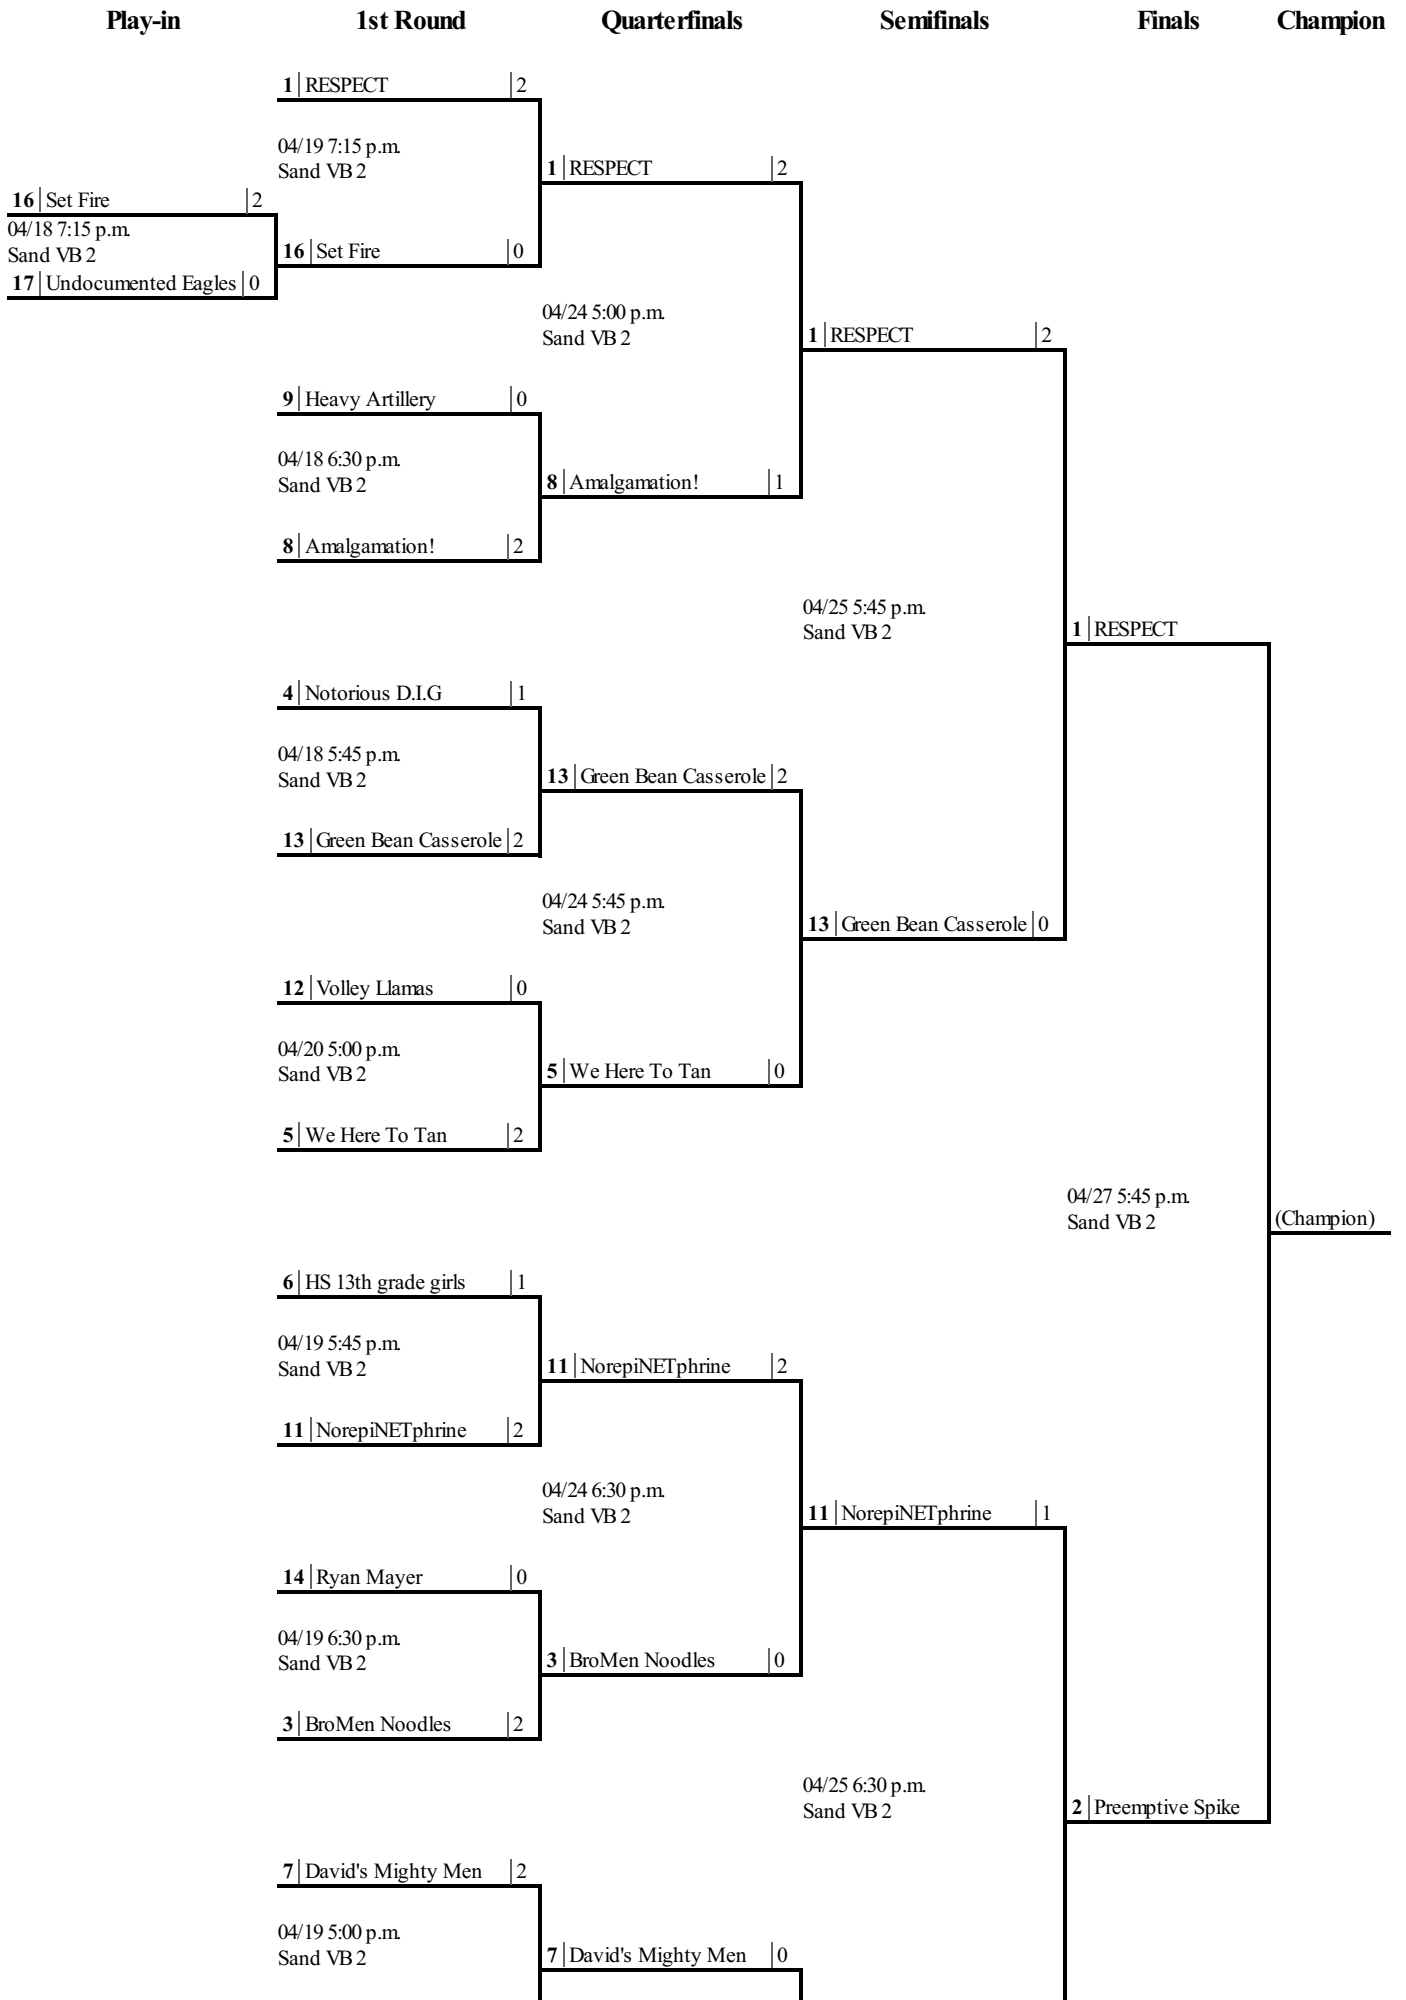 Play-in 1st Round Quarterfinals Semifinals Finals Champion
1 RESPECT 2
04/19 7:15 p.m.
Sand VB 2
1 RESPECT 2
16 Set Fire 2
04/18 7:15 p.m.
Sand VB 2
17 Undocumented Eagles 0
16 Set Fire 0
04/24 5:00 p.m.
Sand VB 2
1 RESPECT 2
9 Heavy Artillery 0
04/18 6:30 p.m.
Sand VB 2
8 Amalgamation! 1
8 Amalgamation! 2
04/25 5:45 p.m.
Sand VB 2
1 RESPECT
4 Notorious D.I.G 1
04/18 5:45 p.m.
Sand VB 2
13 Green Bean Casserole 2
13 Green Bean Casserole 2
04/24 5:45 p.m.
Sand VB 2
13 Green Bean Casserole 0
12 Volley Llamas 0
04/20 5:00 p.m.
Sand VB 2
5 We Here To Tan 0
5 We Here To Tan 2
04/27 5:45 p.m.
Sand VB 2
(Champion)
6 HS 13th grade girls 1
04/19 5:45 p.m.
Sand VB 2
11 NorepiNETphrine 2
11 NorepiNETphrine 2
04/24 6:30 p.m.
Sand VB 2
11 NorepiNETphrine 1
14 Ryan Mayer 0
04/19 6:30 p.m.
Sand VB 2
3 BroMen Noodles 0
3 BroMen Noodles 2
04/25 6:30 p.m.
Sand VB 2
2 Preemptive Spike
7 David's Mighty Men 2
04/19 5:00 p.m.
Sand VB 2
7 David's Mighty Men 0